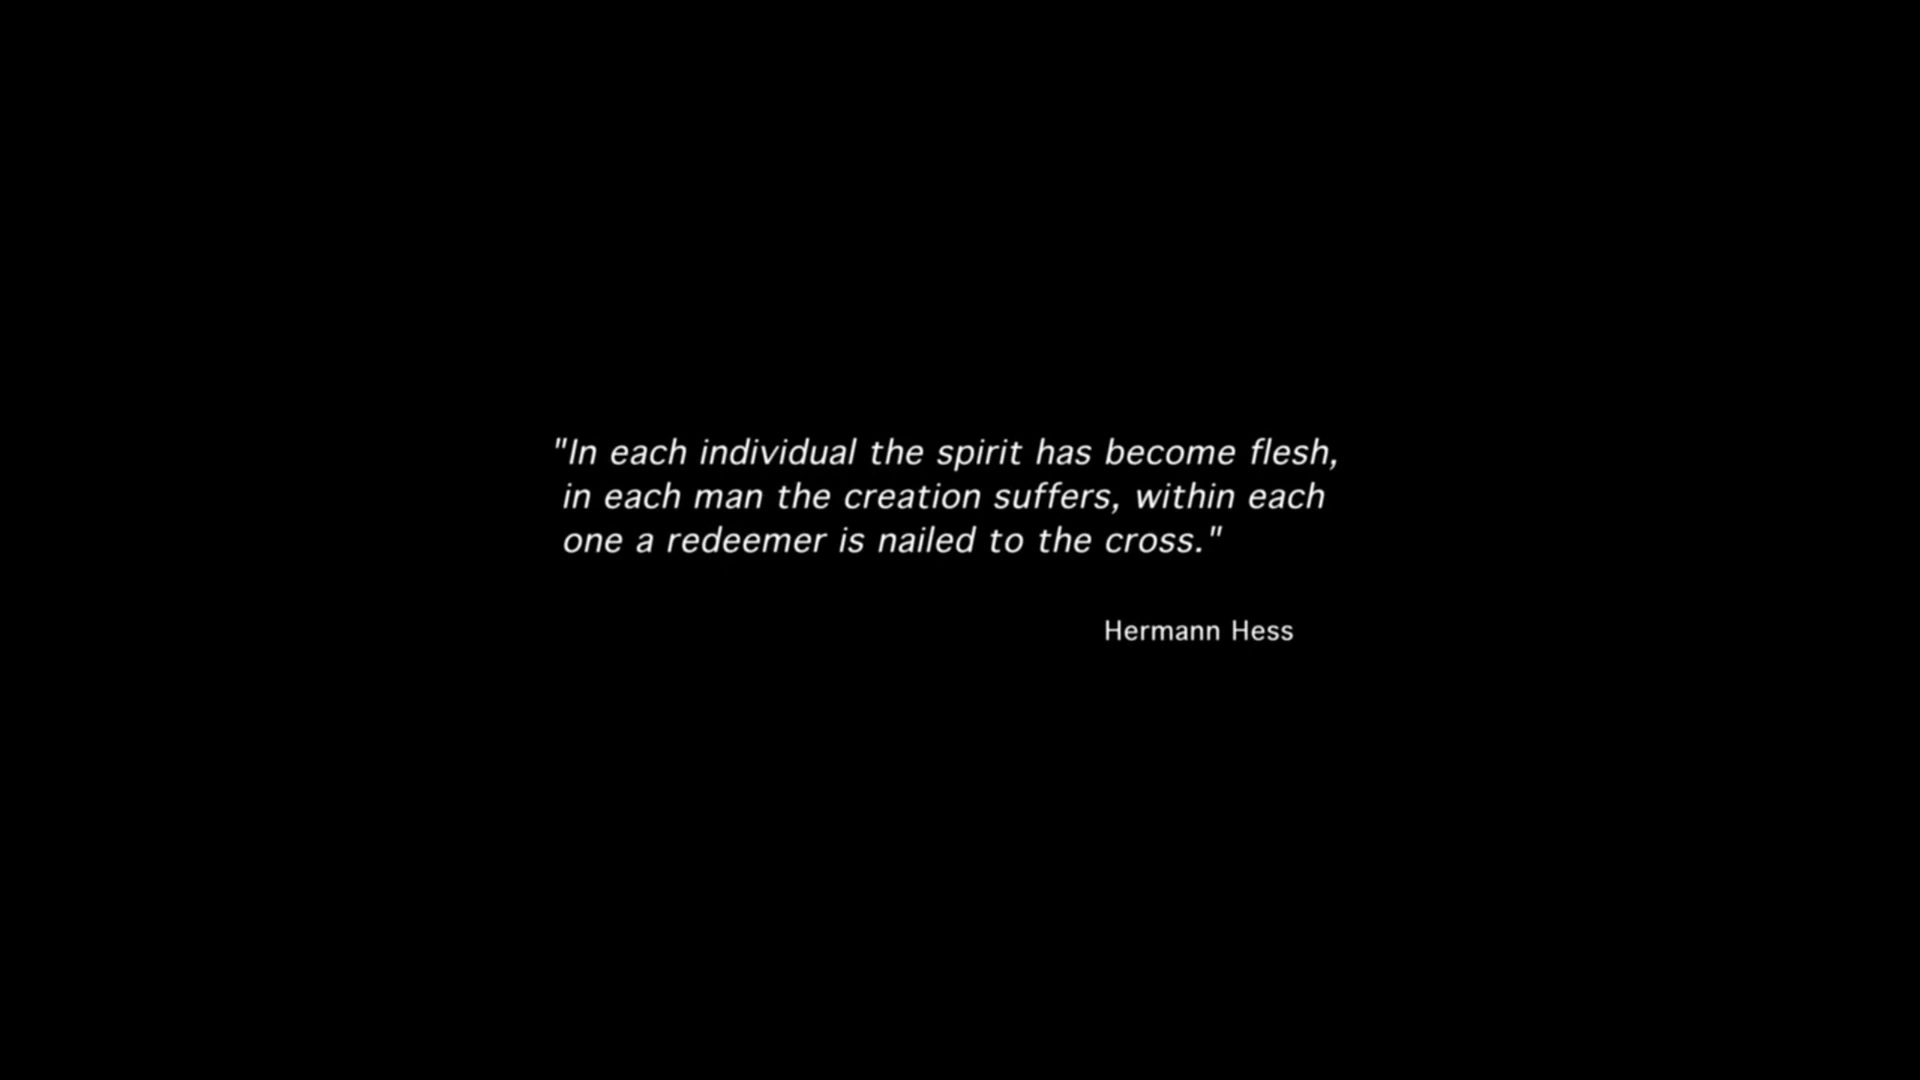 "In each individual the spirit has become flesh,
in each man the creation suffers, within each
one a redeemer is nailed to the cross."
Hermann Hess